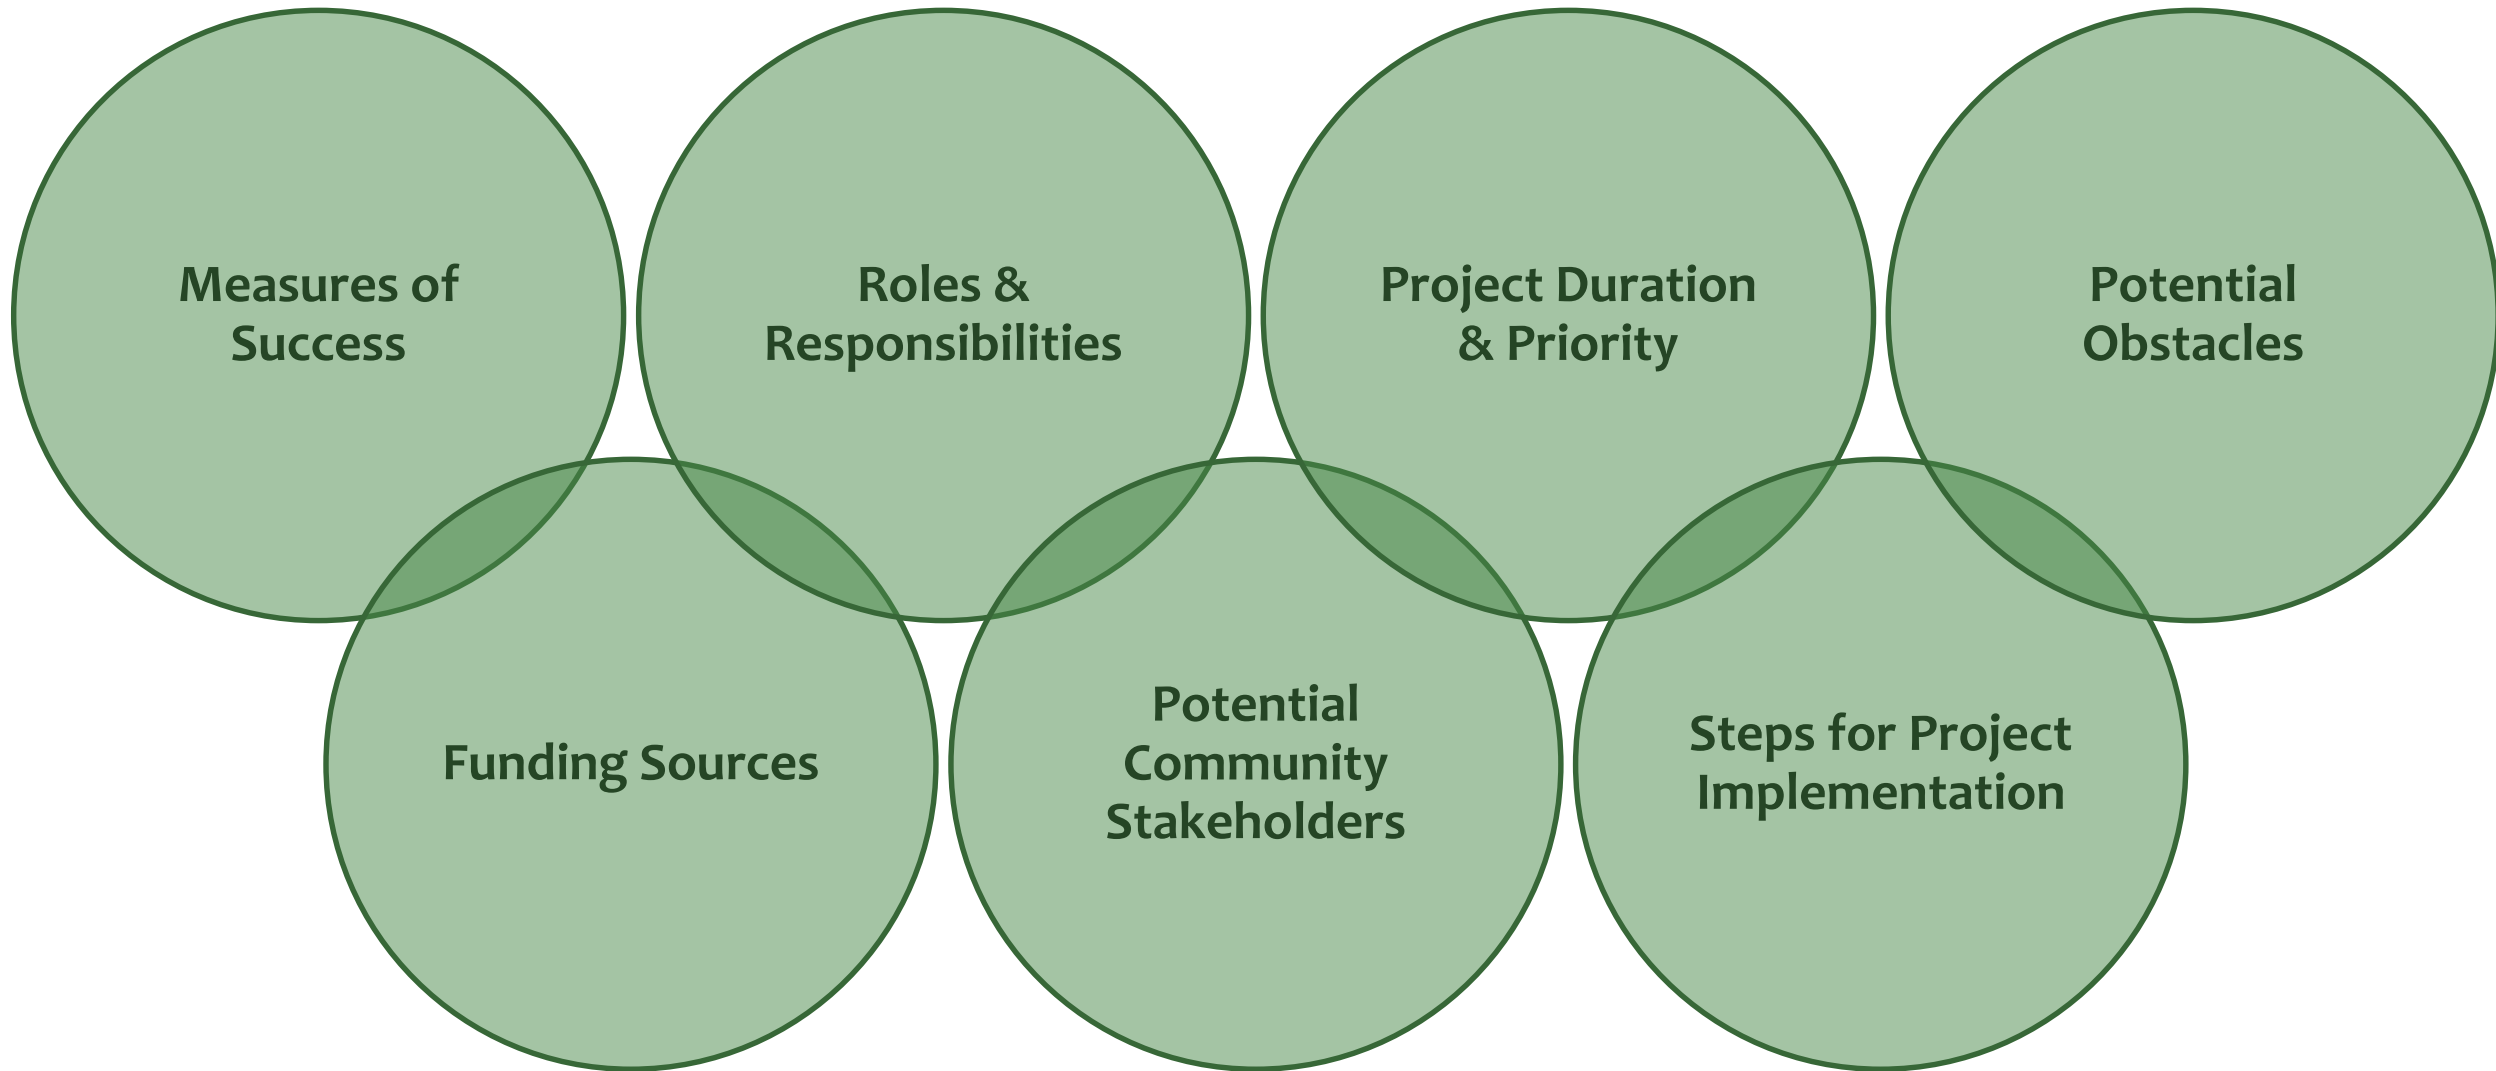 Measures of
Success
Roles &
Responsibilities
Project Duration
& Priority
Potential
Obstacles
Funding Sources
Potential
Community
Stakeholders
Steps for Project
Implementation